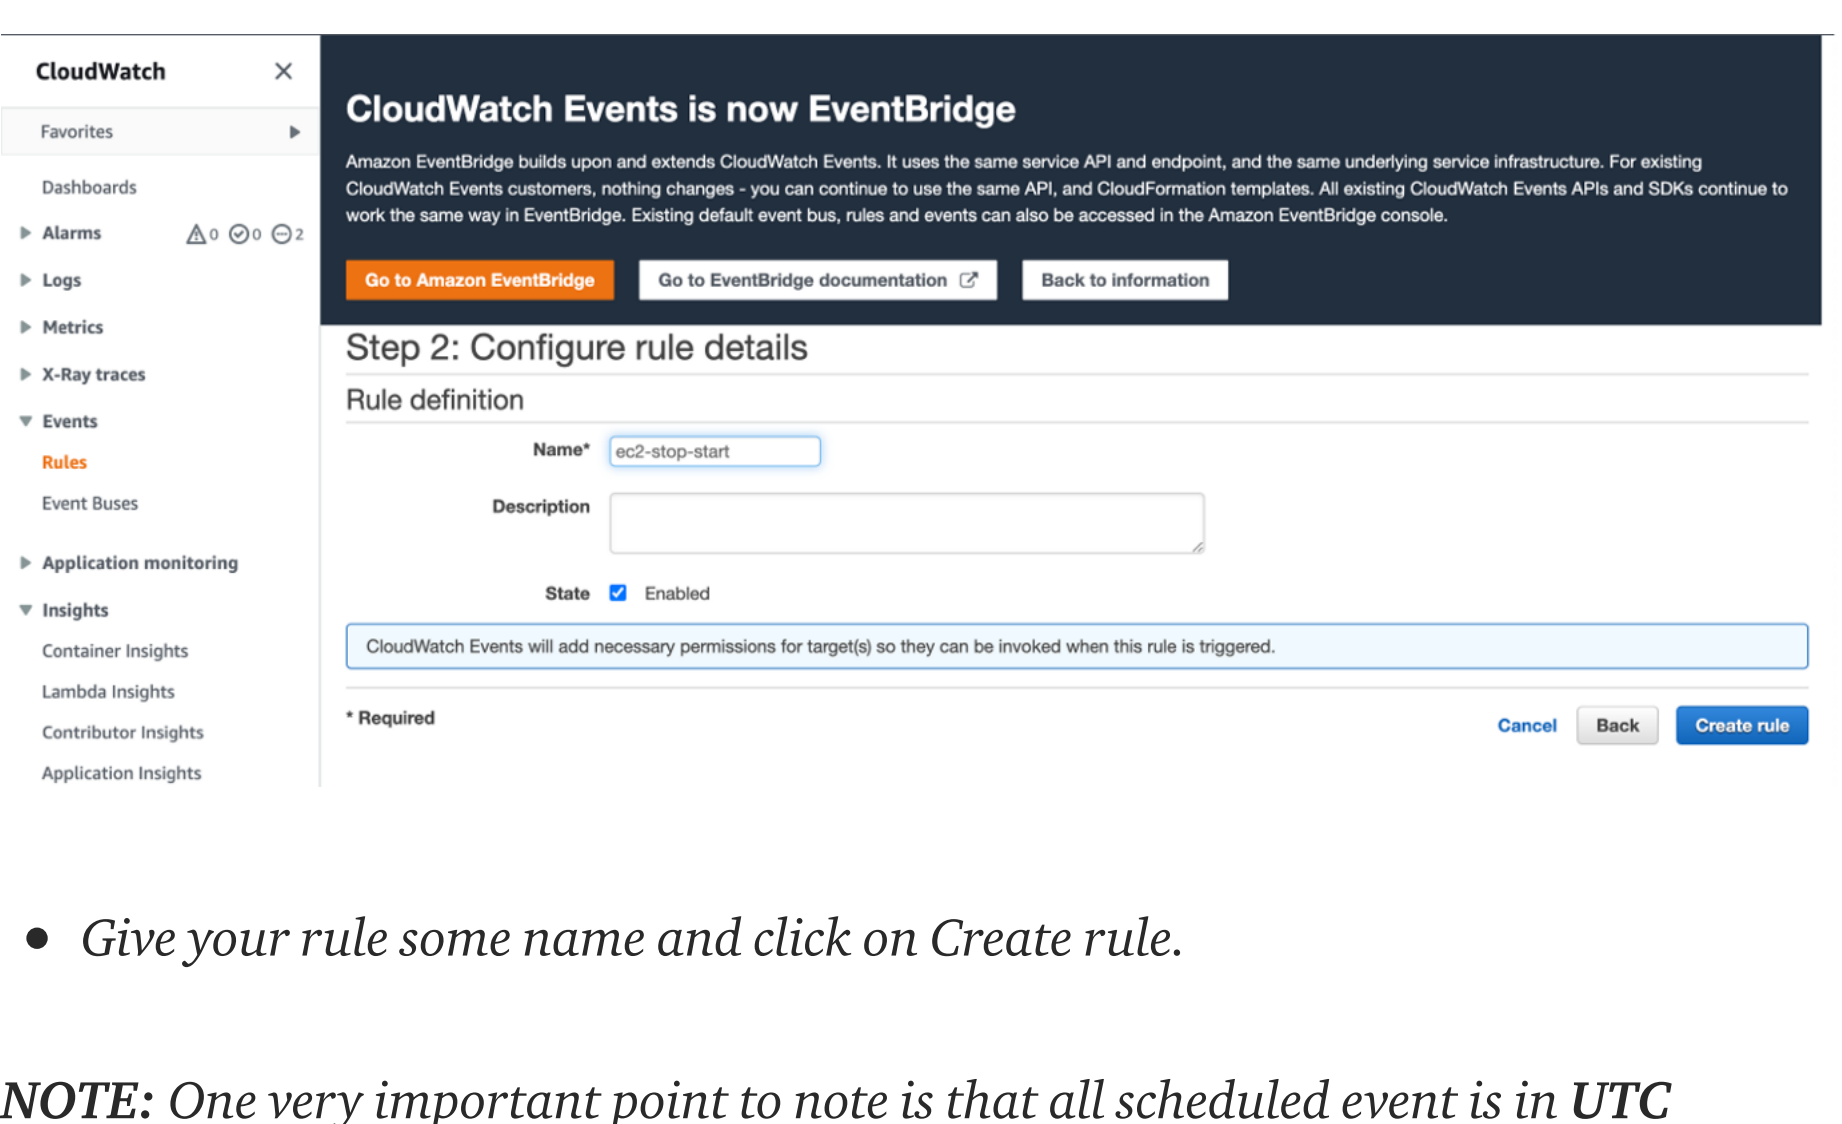 CloudWatch
Favorites
Dashboards
Alarms 0 0 2
Logs
Metrics
X-Ray traces
Events
Rules
Event Buses
Application monitoring
Insights
Container Insights
Lambda Insights
Contributor Insights
Application Insights
CloudWatch Events is now EventBridge
Amazon EventBridge builds upon and extends CloudWatch Events. It uses the same service API and endpoint, and the same underlying service infrastructure. For existing
CloudWatch Events customers, nothing changes - you can continue to use the same API, and CloudFormation templates. All existing CloudWatch Events APIs and SDKs continue to
work the same way in EventBridge. Existing default event bus, rules and events can also be accessed in the Amazon EventBridge console.
Go to Amazon EventBridge Go to EventBridge documentation Back to information
Step 2: Configure rule details
Rule definition
Name* ec2-stop-start
Description
State Enabled
CloudWatch Events will add necessary permissions for target(s) so they can be invoked when this rule is triggered.
* Required
Cancel Back Create rule
• Give your rule some name and click on Create rule.
NOTE: One very important point to note is that all scheduled event is in UTC